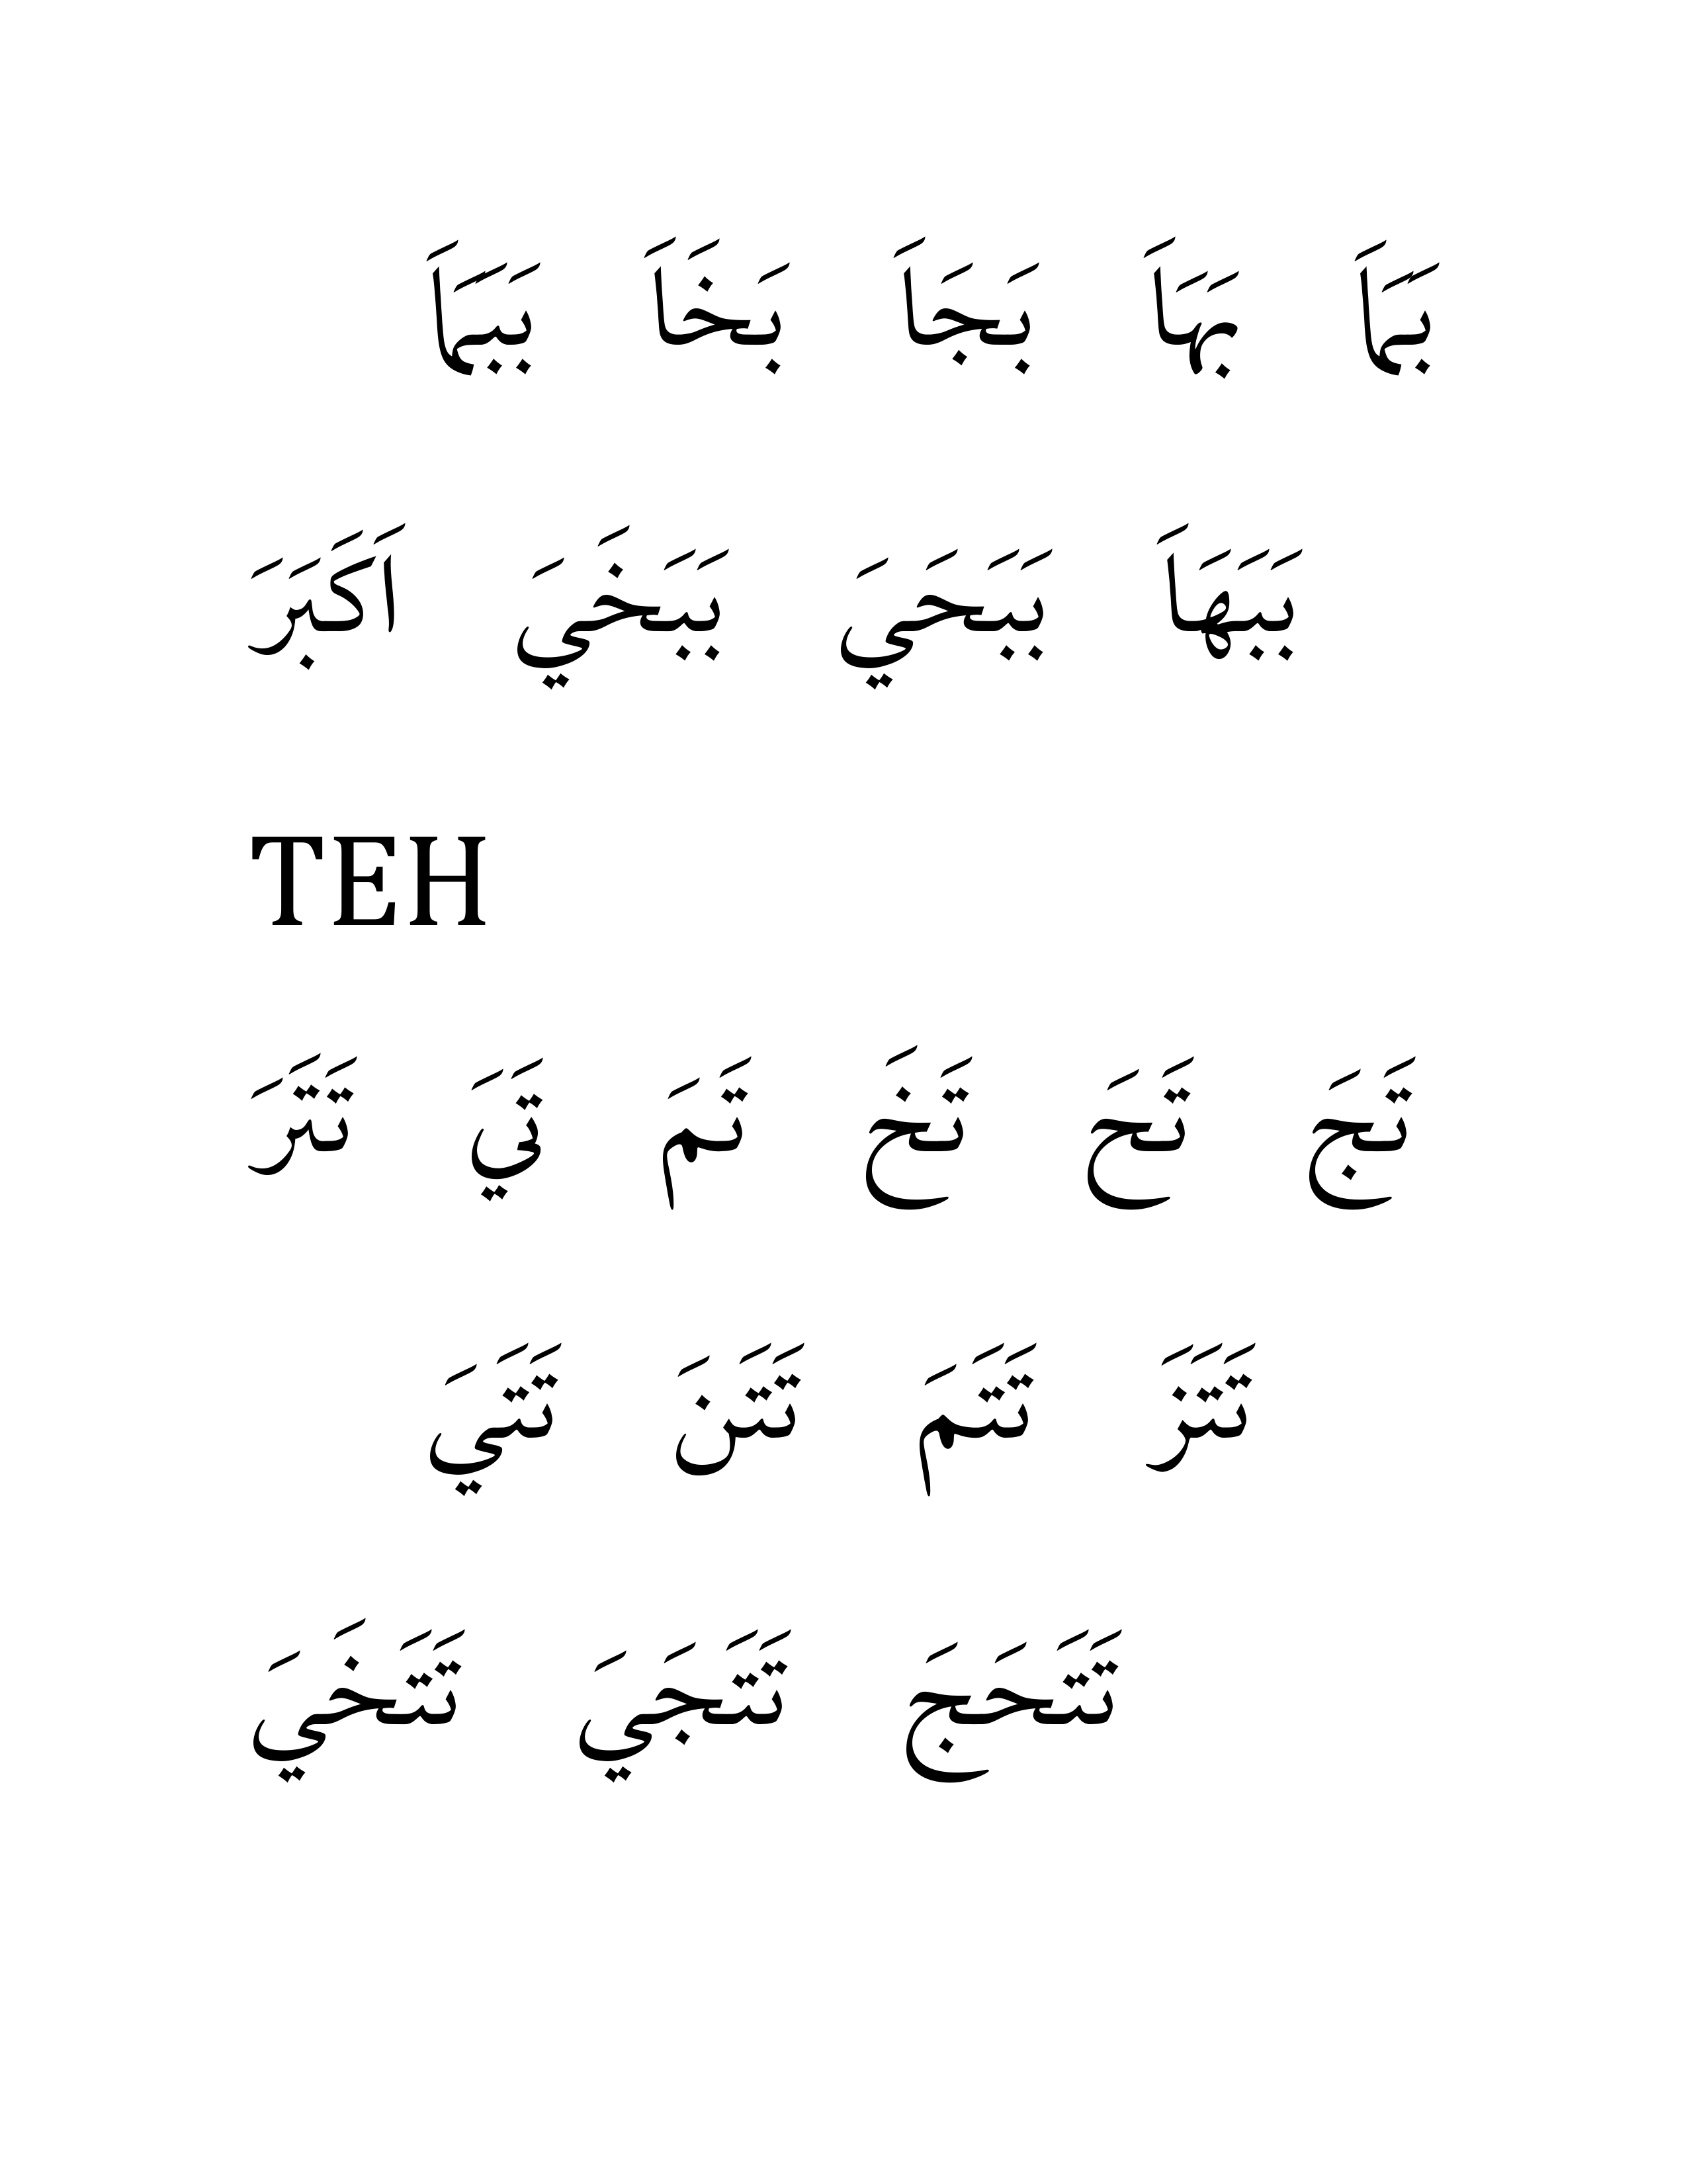 بَمَاَ بَهَاَ بَجَاَ بَخَاَ بَبَمَاَ
بَبَهَاَ بَبَحَيَ بَبَخَيَ اَكَبَرَ
TEH
تَجَ تَحَ تَخَ تَمَ تَيَ تَتَرَ
تَتَزَ تَتَمَ تَتَنَ تَتَيَ
تَتَحَجَ تَتَجَيَ تَتَخَيَ